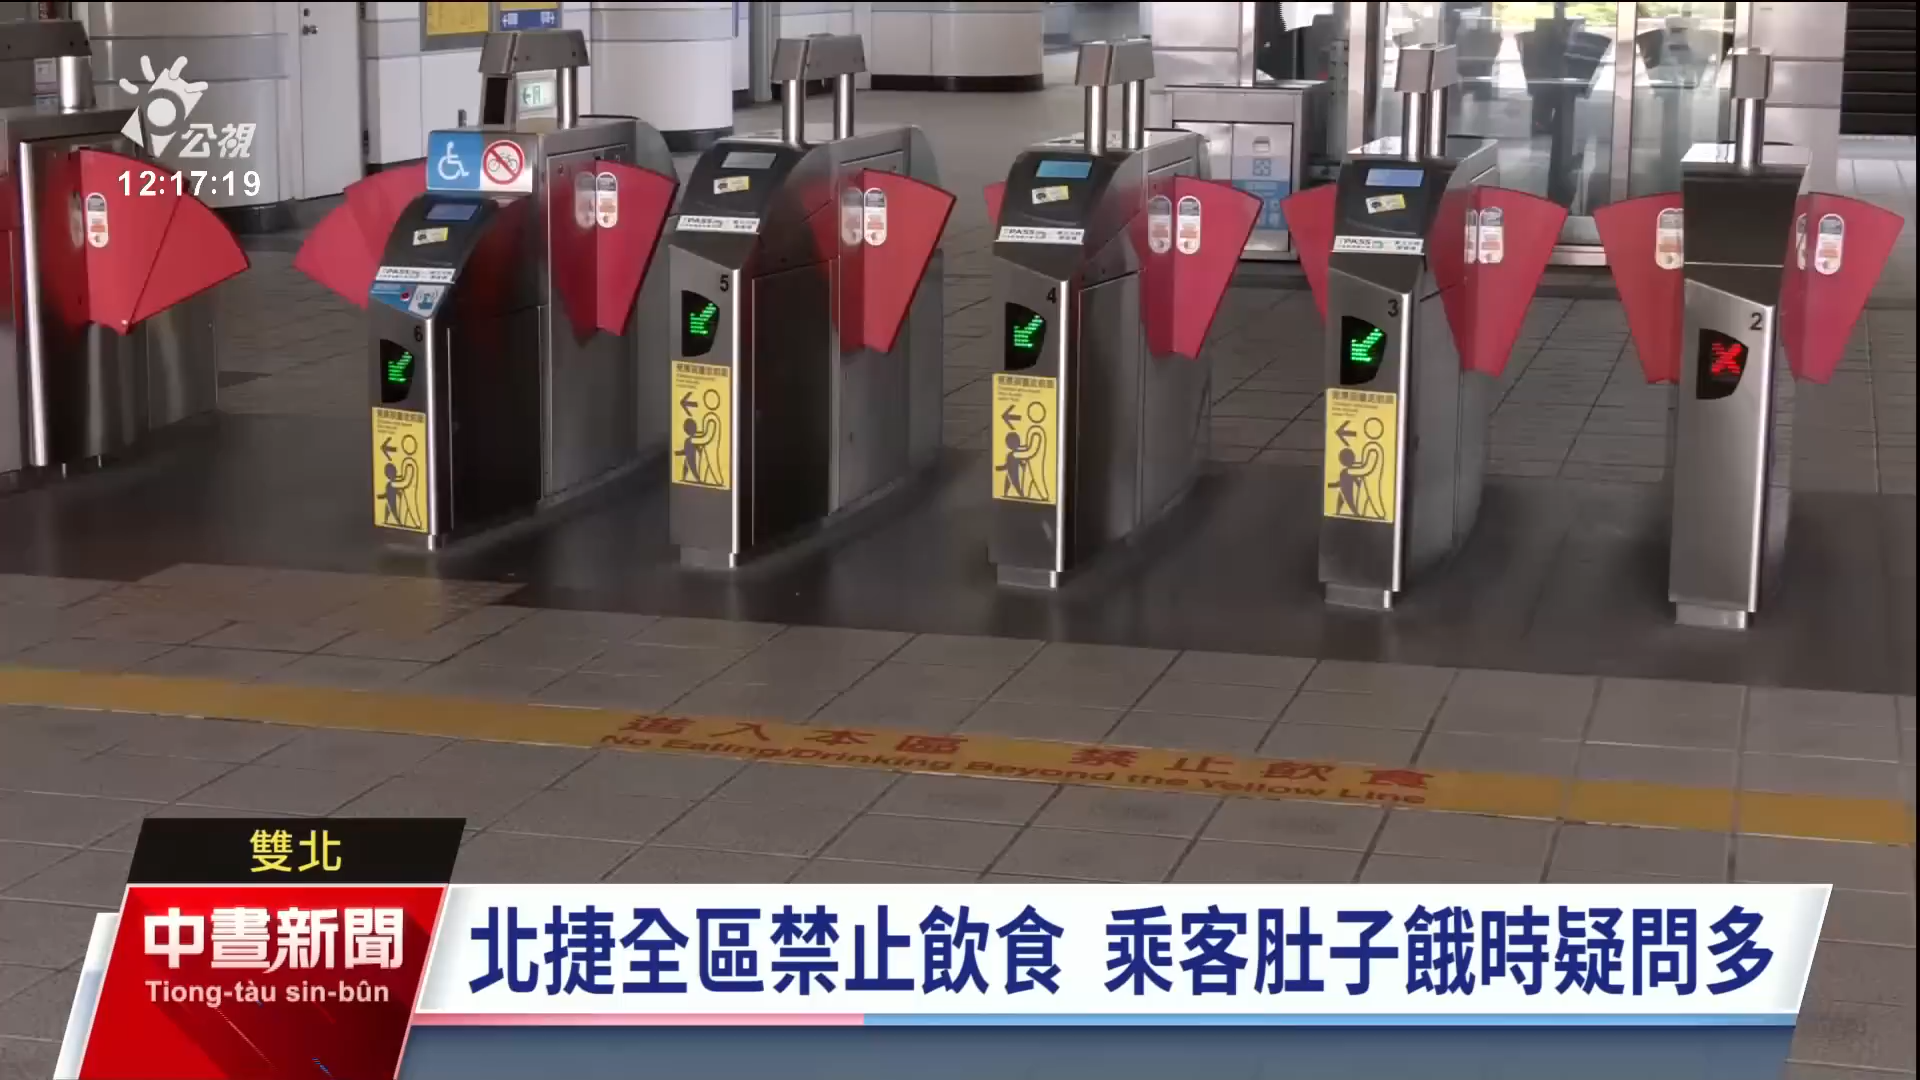 公視
12:17:19
6
5
4
3
2
進入本區 禁止飲食
No Eating/Drinking Beyond the Yellow Line
雙北
中晝新聞
Tiong-tàu sin-bûn
北捷全區禁止飲食 乘客肚子餓時疑問多